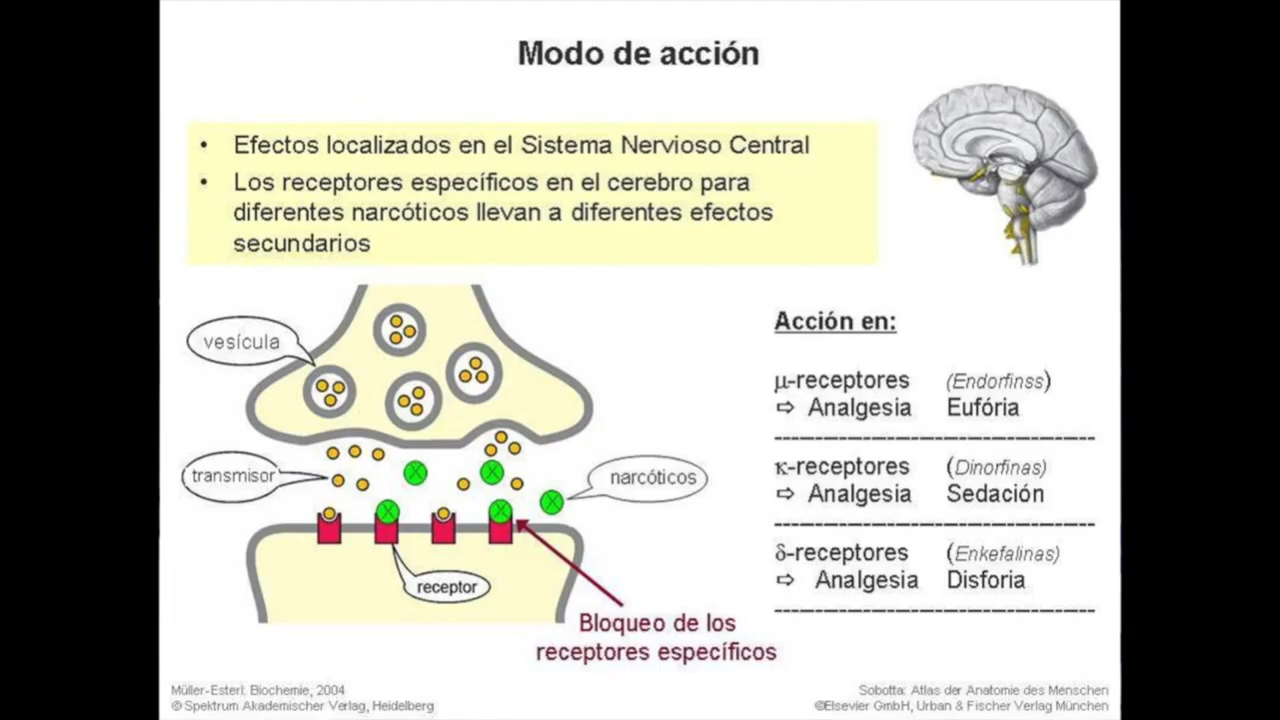 Modo de acción
• Efectos localizados en el Sistema Nervioso Central
• Los receptores específicos en el cerebro para
diferentes narcóticos llevan a diferentes efectos
secundarios
vesícula
transmisor
narcóticos
receptor
Bloqueo de los
receptores específicos
Acción en:
μ-receptores (Endorfinss)
⇨ Analgesia Eufória
----------------------------------------
κ-receptores (Dinorfinas)
⇨ Analgesia Sedación
----------------------------------------
δ-receptores (Enkefalinas)
⇨ Analgesia Disforia
----------------------------------------
Müller-Esterl: Biochemie, 2004
© Spektrum Akademischer Verlag, Heidelberg
Sobotta: Atlas der Anatomie des Menschen
©Elsevier GmbH, Urban & Fischer Verlag München